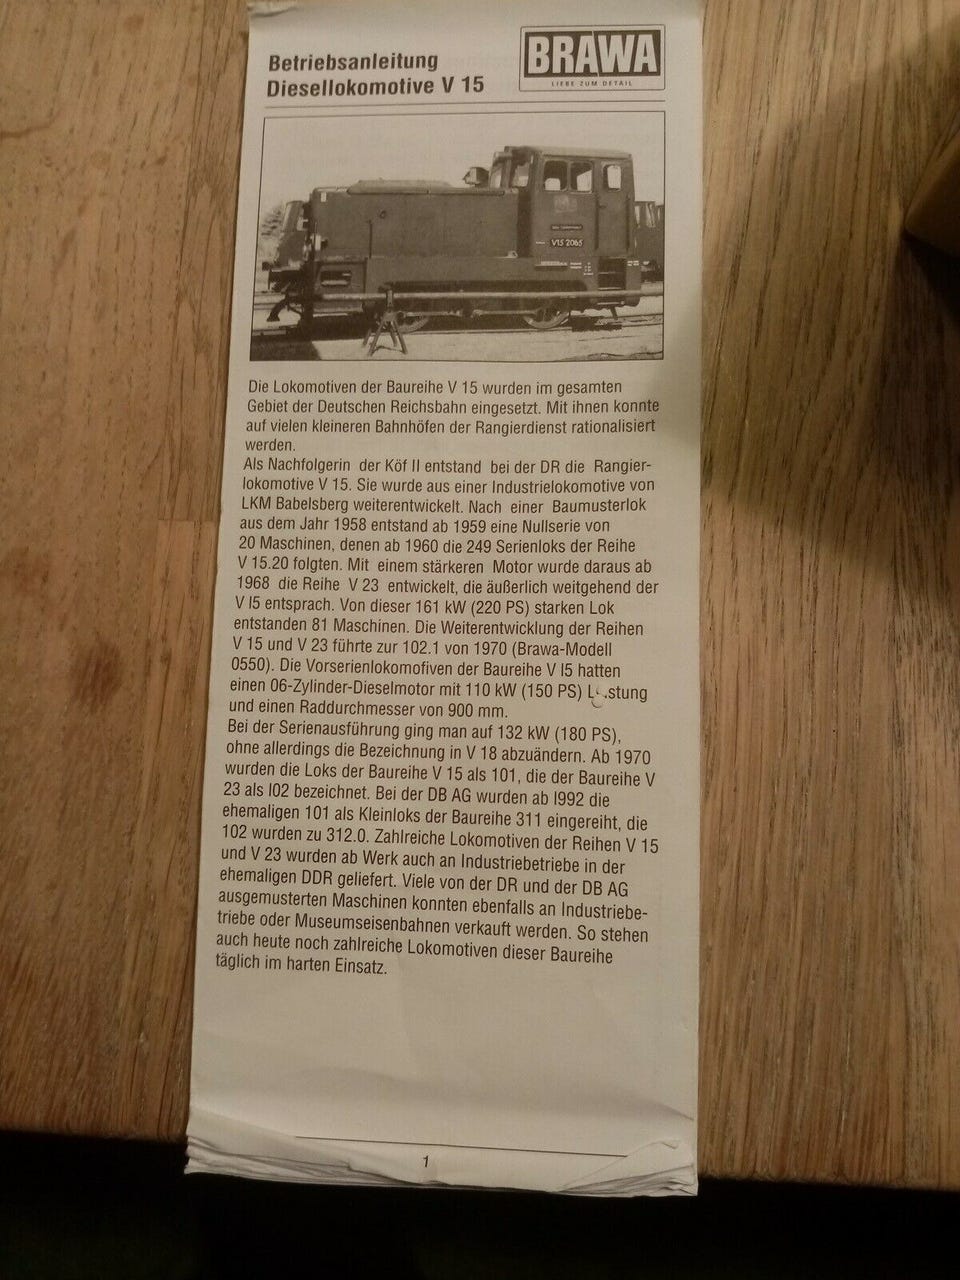 Betriebsanleitung
Diesellokomotive V 15
BRAWA
LIEBE ZUM DETAIL
V15 2065
Die Lokomotiven der Baureihe V 15 wurden im gesamten
Gebiet der Deutschen Reichsbahn eingesetzt. Mit ihnen konnte
auf vielen kleineren Bahnhöfen der Rangierdienst rationalisiert
werden.
Als Nachfolgerin der Köf II entstand bei der DR die Rangier-
lokomotive V 15. Sie wurde aus einer Industrielokomotive von
LKM Babelsberg weiterentwickelt. Nach einer Baumusterlok
aus dem Jahr 1958 entstand ab 1959 eine Nullserie von
20 Maschinen, denen ab 1960 die 249 Serienloks der Reihe
V 15.20 folgten. Mit einem stärkeren Motor wurde daraus ab
1968 die Reihe V 23 entwickelt, die äußerlich weitgehend der
V I5 entsprach. Von dieser 161 kW (220 PS) starken Lok
entstanden 81 Maschinen. Die Weiterentwicklung der Reihen
V 15 und V 23 führte zur 102.1 von 1970 (Brawa-Modell
0550). Die Vorserienlokomofiven der Baureihe V I5 hatten
einen 06-Zylinder-Dieselmotor mit 110 kW (150 PS) Leistung
und einen Raddurchmesser von 900 mm.
Bei der Serienausführung ging man auf 132 kW (180 PS),
ohne allerdings die Bezeichnung in V 18 abzuändern. Ab 1970
wurden die Loks der Baureihe V 15 als 101, die der Baureihe V
23 als I02 bezeichnet. Bei der DB AG wurden ab I992 die
ehemaligen 101 als Kleinloks der Baureihe 311 eingereiht, die
102 wurden zu 312.0. Zahlreiche Lokomotiven der Reihen V 15
und V 23 wurden ab Werk auch an Industriebetriebe in der
ehemaligen DDR geliefert. Viele von der DR und der DB AG
ausgemusterten Maschinen konnten ebenfalls an Industriebe-
triebe oder Museumseisenbahnen verkauft werden. So stehen
auch heute noch zahlreiche Lokomotiven dieser Baureihe
täglich im harten Einsatz.
1